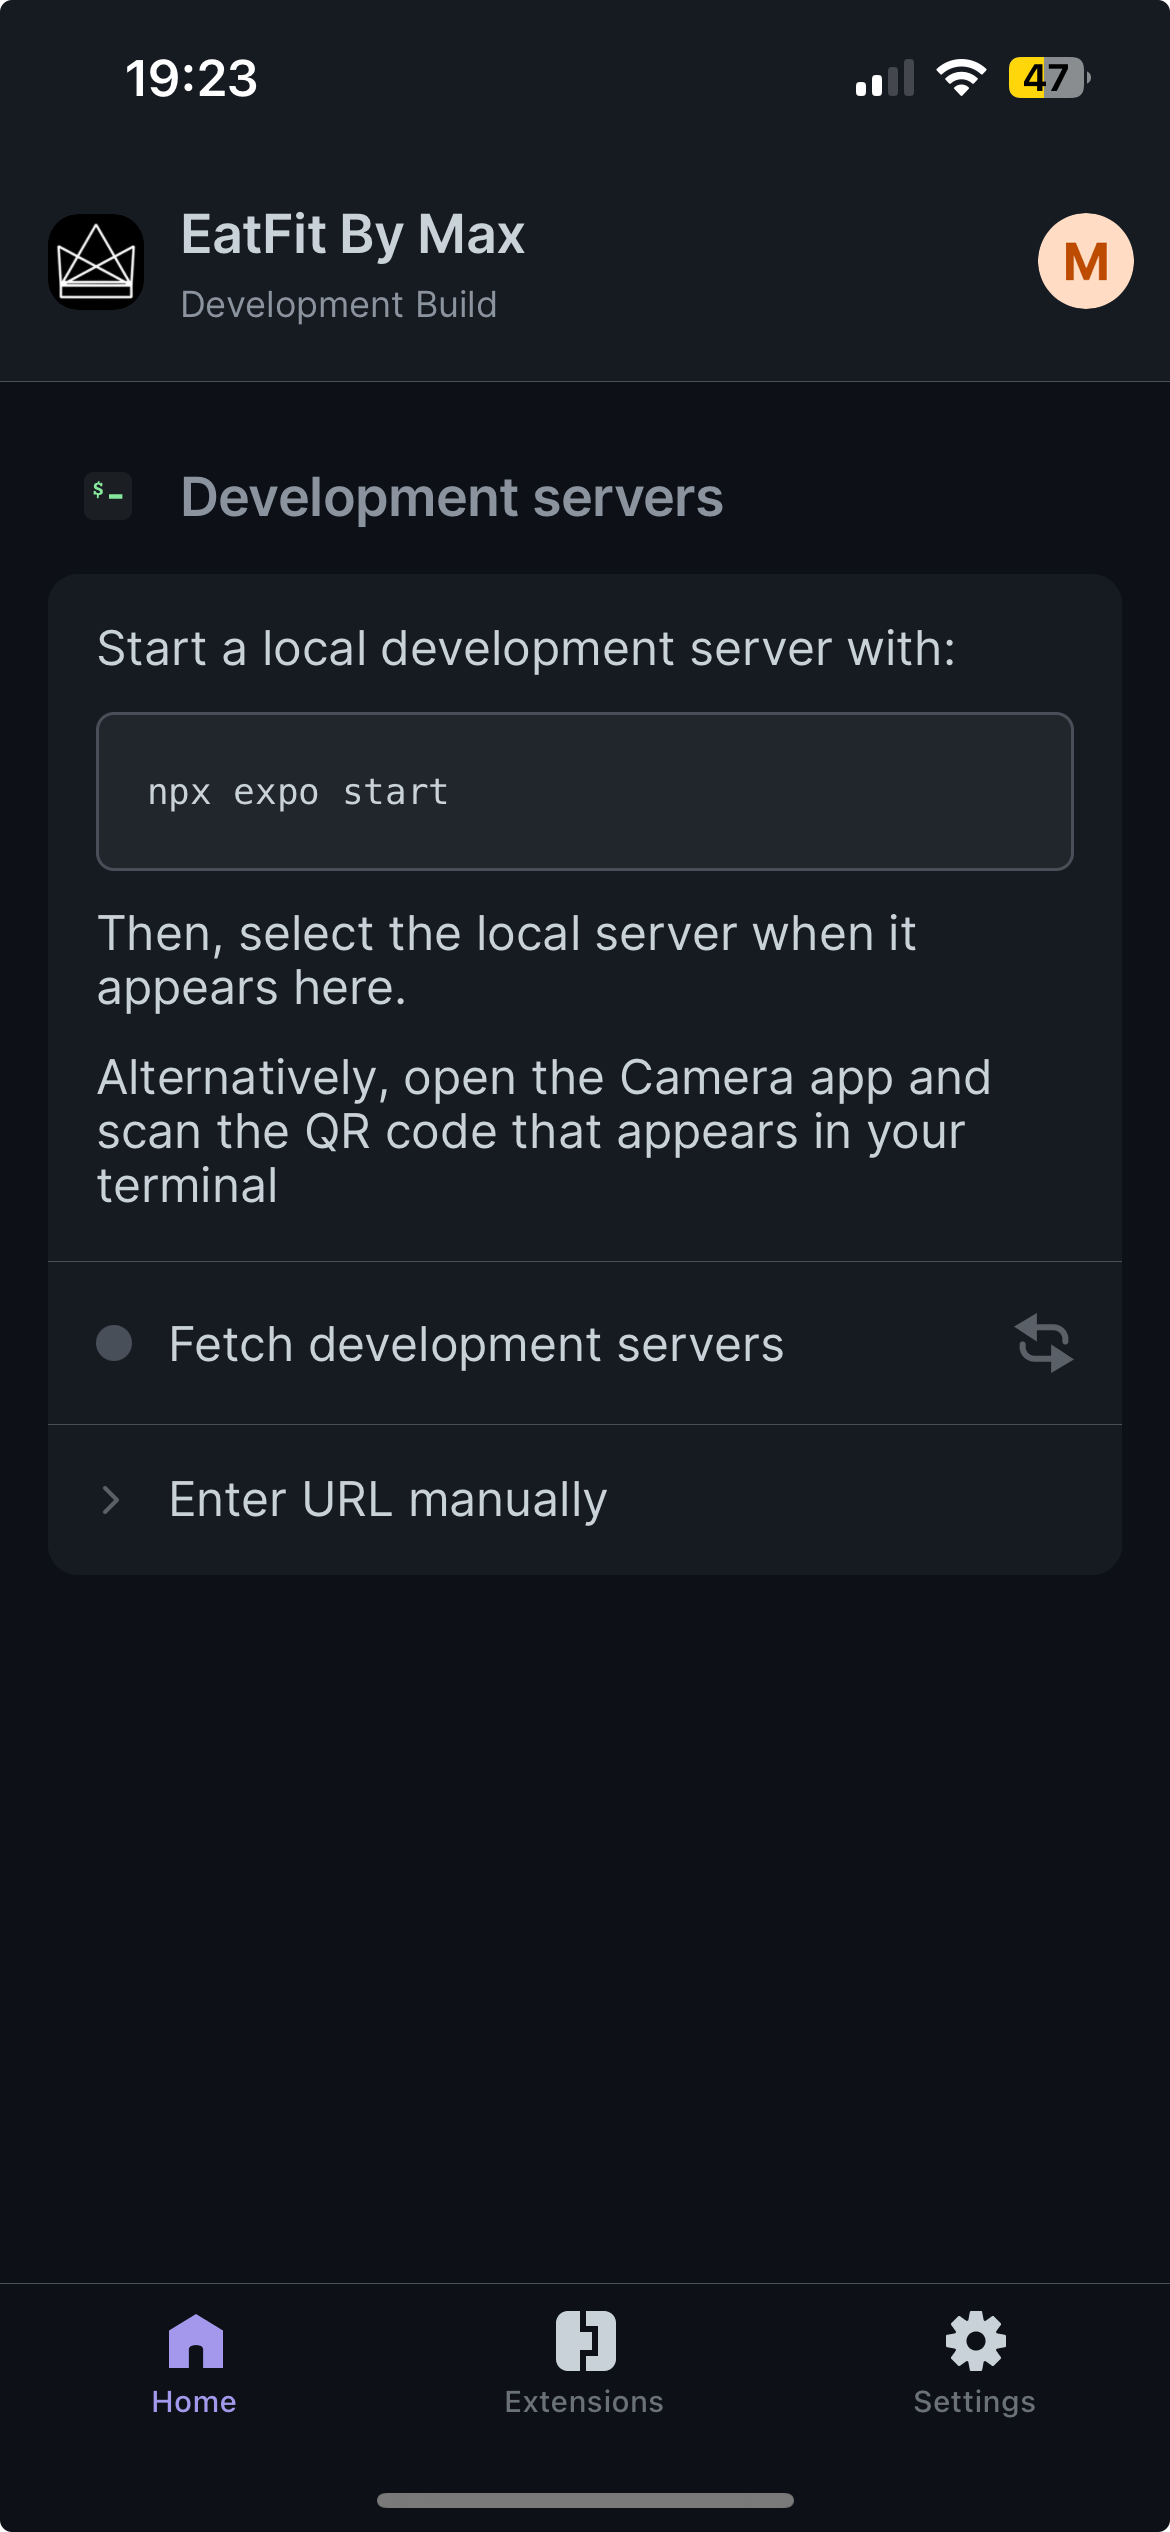 19:23
47
EatFit By Max
Development Build
M
$
Development servers
Start a local development server with:
npx expo start
Then, select the local server when it
appears here.
Alternatively, open the Camera app and
scan the QR code that appears in your
terminal
Fetch development servers
Enter URL manually
Home
Extensions
Settings